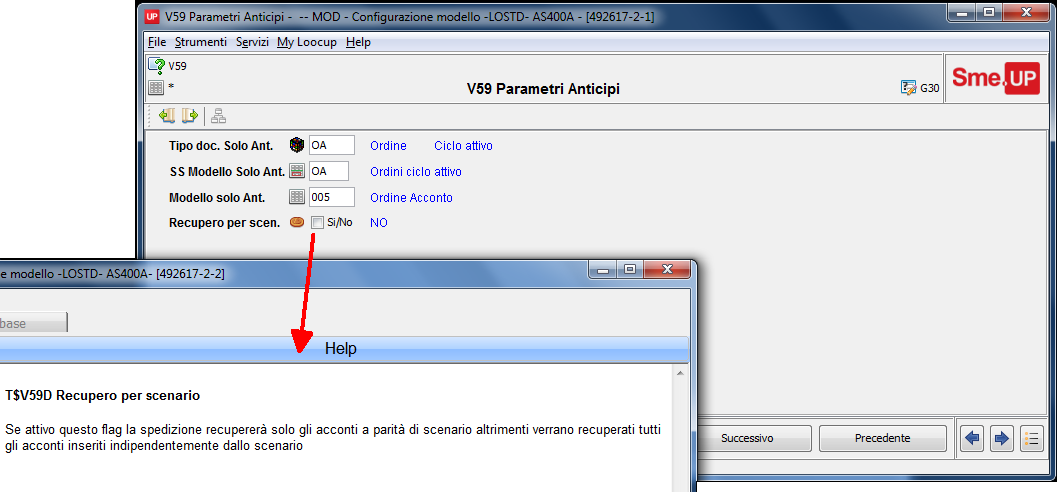 UP V59 Parametri Anticipi - -- MOD - Configurazione modello -LOSTD- AS400A - [492617-2-1]
File Strumenti Servizi My Loocup Help
V59
*
V59 Parametri Anticipi
G30
Sme.UP
Tipo doc. Solo Ant. OA Ordine Ciclo attivo
SS Modello Solo Ant. OA Ordini ciclo attivo
Modello solo Ant. 005 Ordine Acconto
Recupero per scen. Si/No NO
e modello -LOSTD- AS400A- [492617-2-2]
base
Help
T$V59D Recupero per scenario
Se attivo questo flag la spedizione recupererà solo gli acconti a parità di scenario altrimenti verrano recuperati tutti
gli acconti inseriti indipendentemente dallo scenario
Successivo Precedente